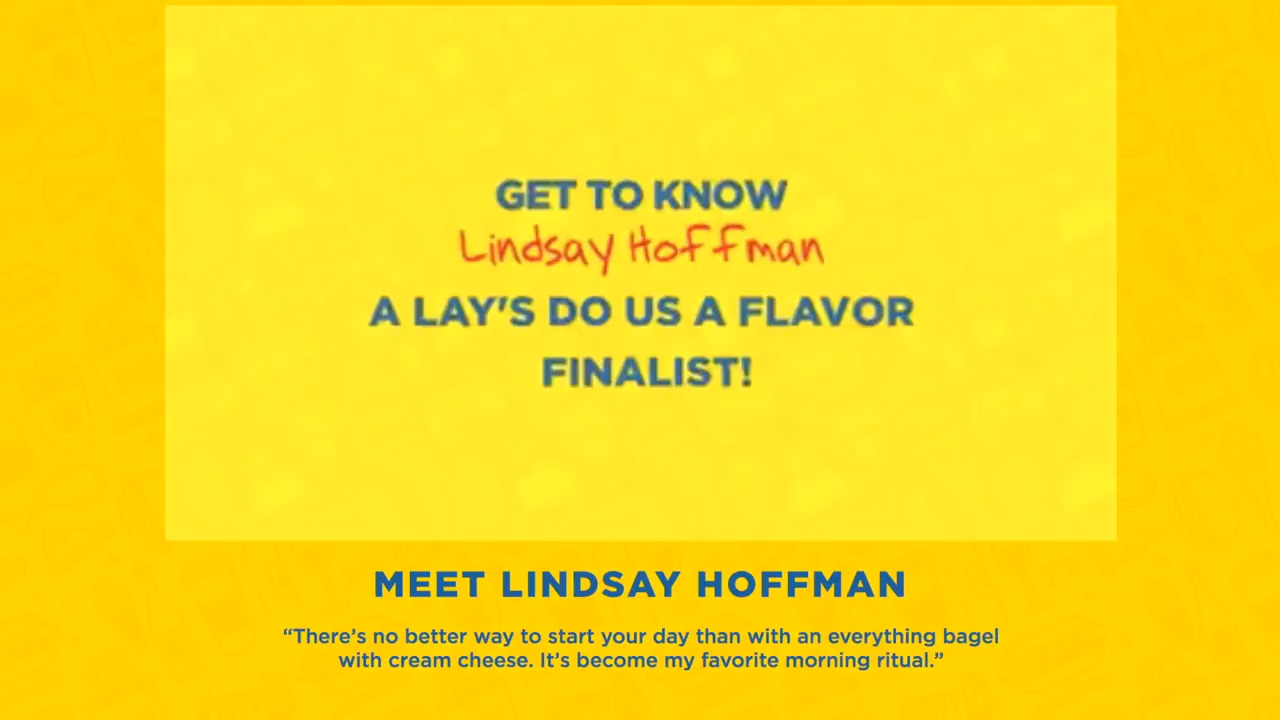 GET TO KNOW
Lindsay Hoffman
A LAY'S DO US A FLAVOR
FINALIST!
MEET LINDSAY HOFFMAN
“There’s no better way to start your day than with an everything bagel
with cream cheese. It’s become my favorite morning ritual.”